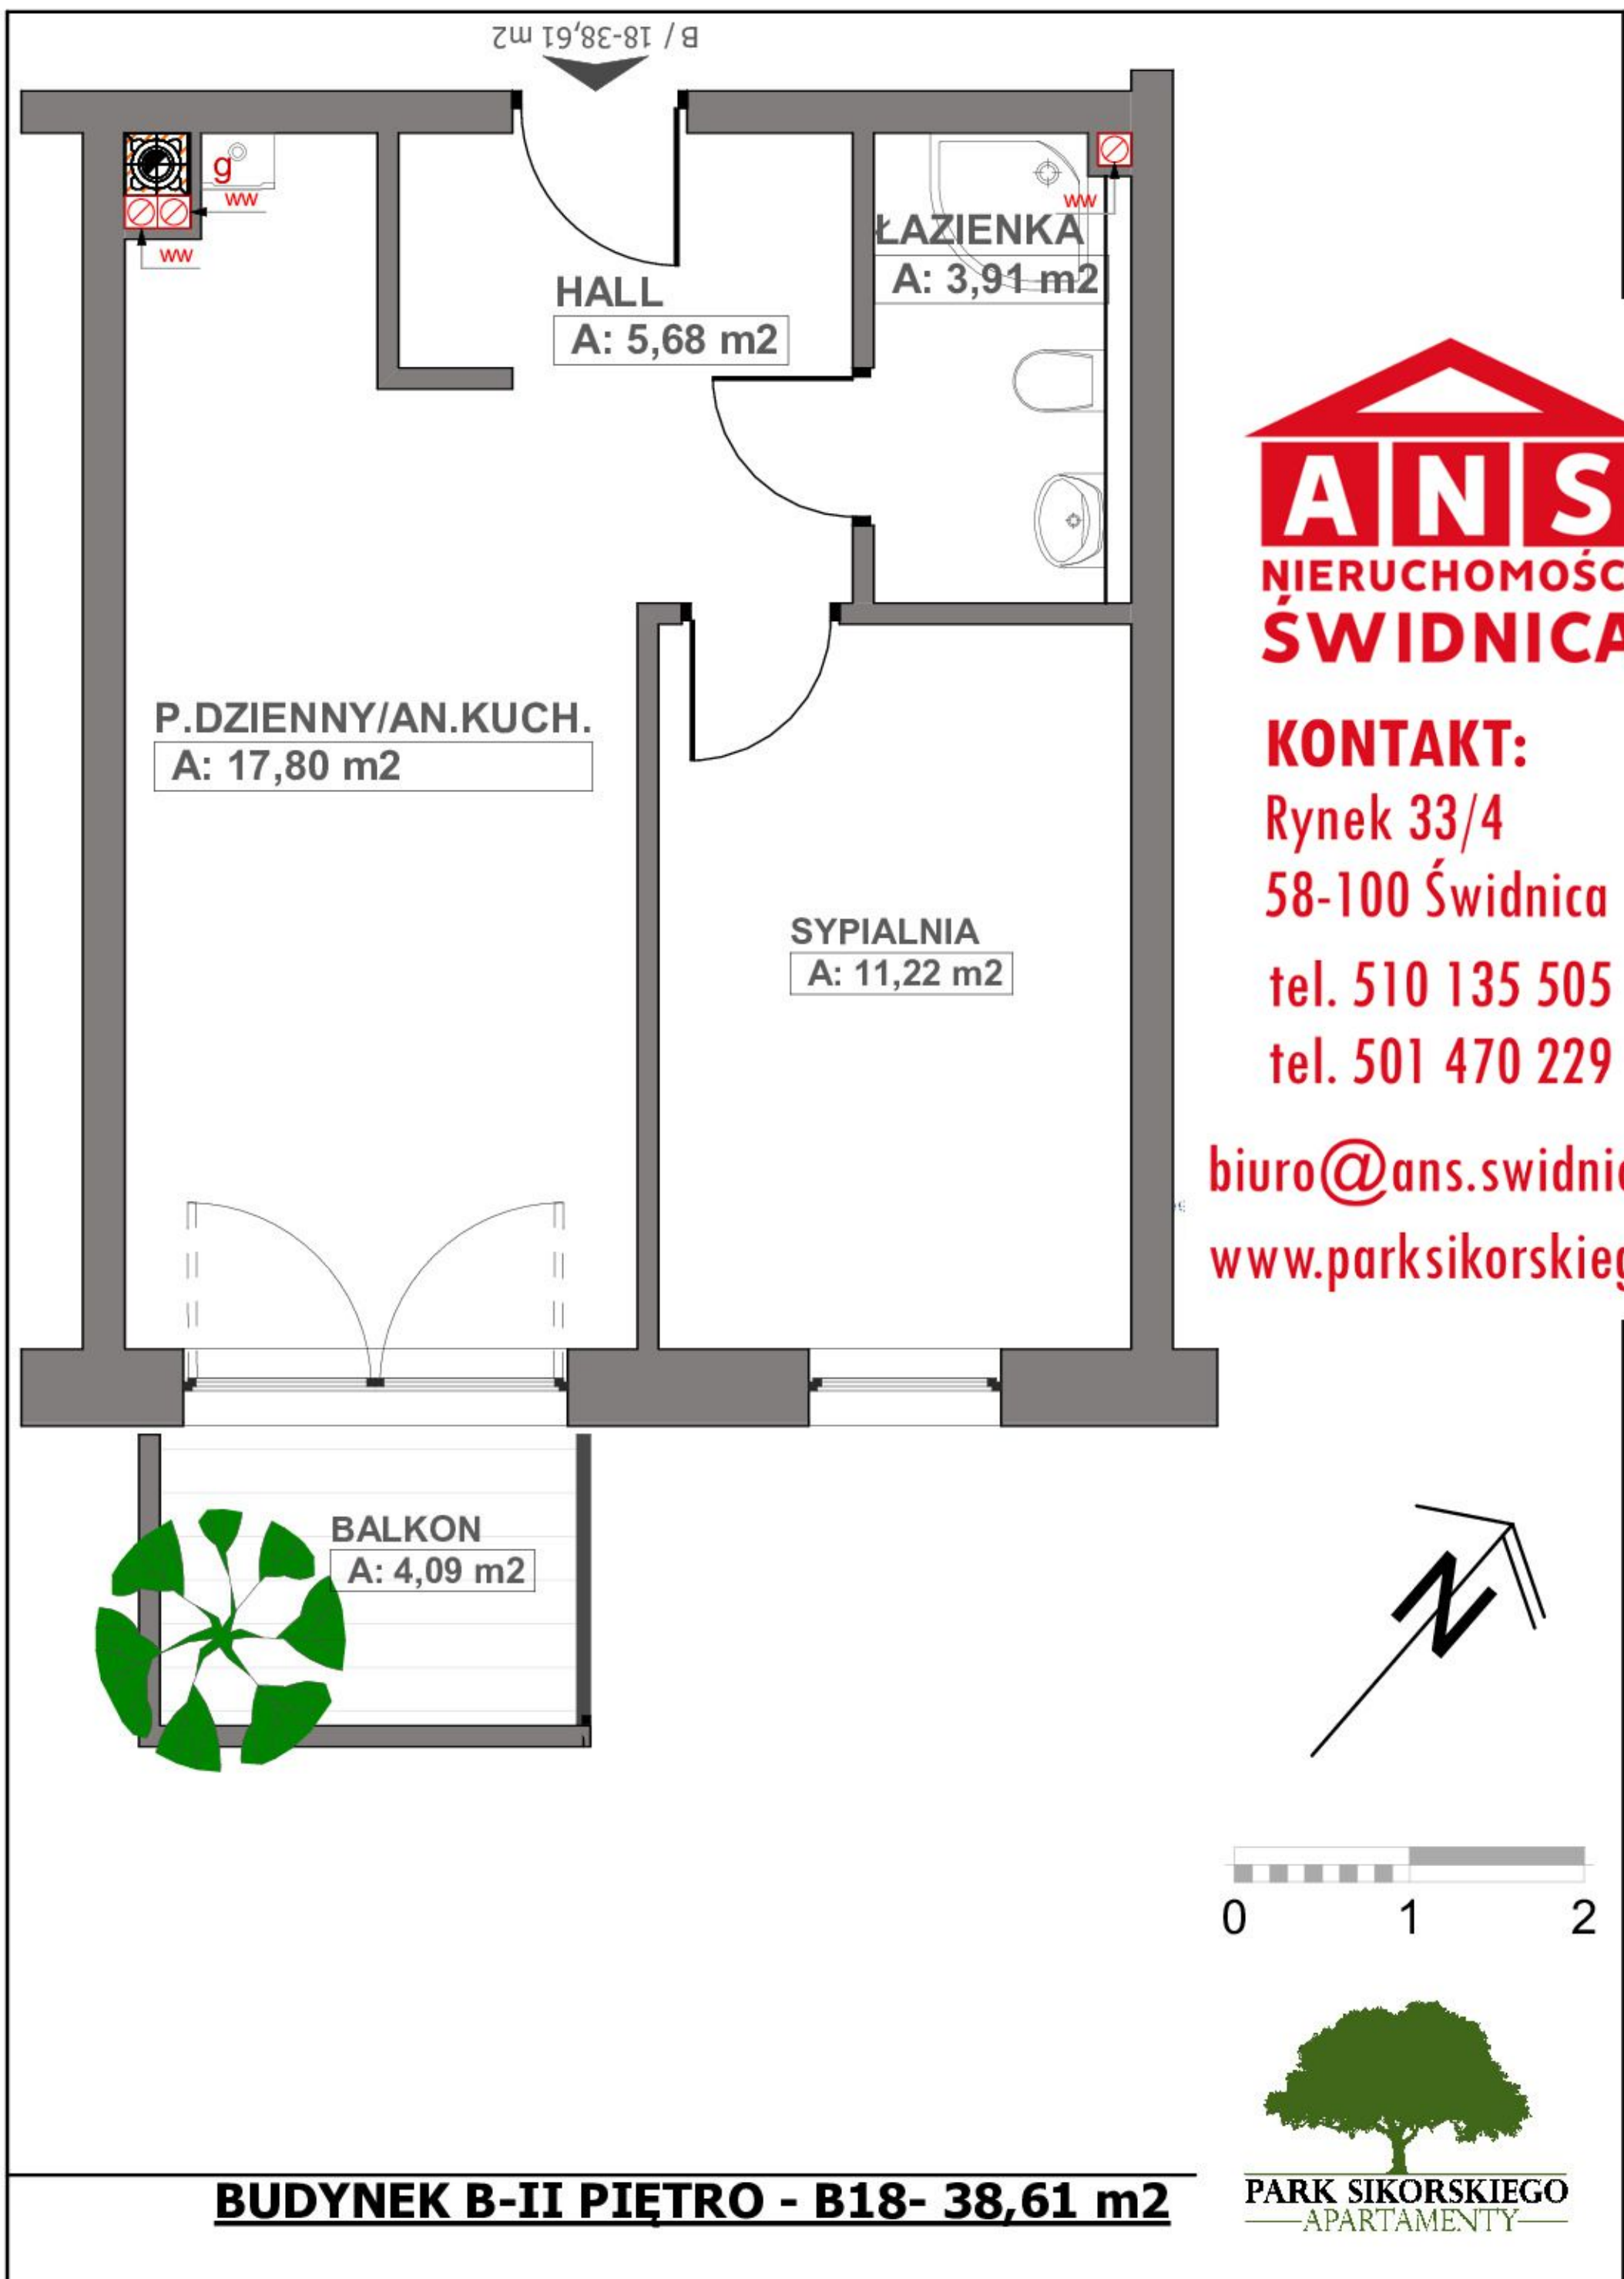 B / 18-38,61 m2
g
ww
ww
ww
ŁAZIENKA
A: 3,91 m2
HALL
A: 5,68 m2
ANS
NIERUCHOMOŚC
ŚWIDNICA
P.DZIENNY/AN.KUCH.
A: 17,80 m2
KONTAKT:
Rynek 33/4
58-100 Świdnica
tel. 510 135 505
tel. 501 470 229
SYPIALNIA
A: 11,22 m2
biuro@ans.swidnic
www.parksikorskieg
BALKON
A: 4,09 m2
N
0 1 2
PARK SIKORSKIEGO
APARTAMENTY
BUDYNEK B-II PIĘTRO - B18- 38,61 m2